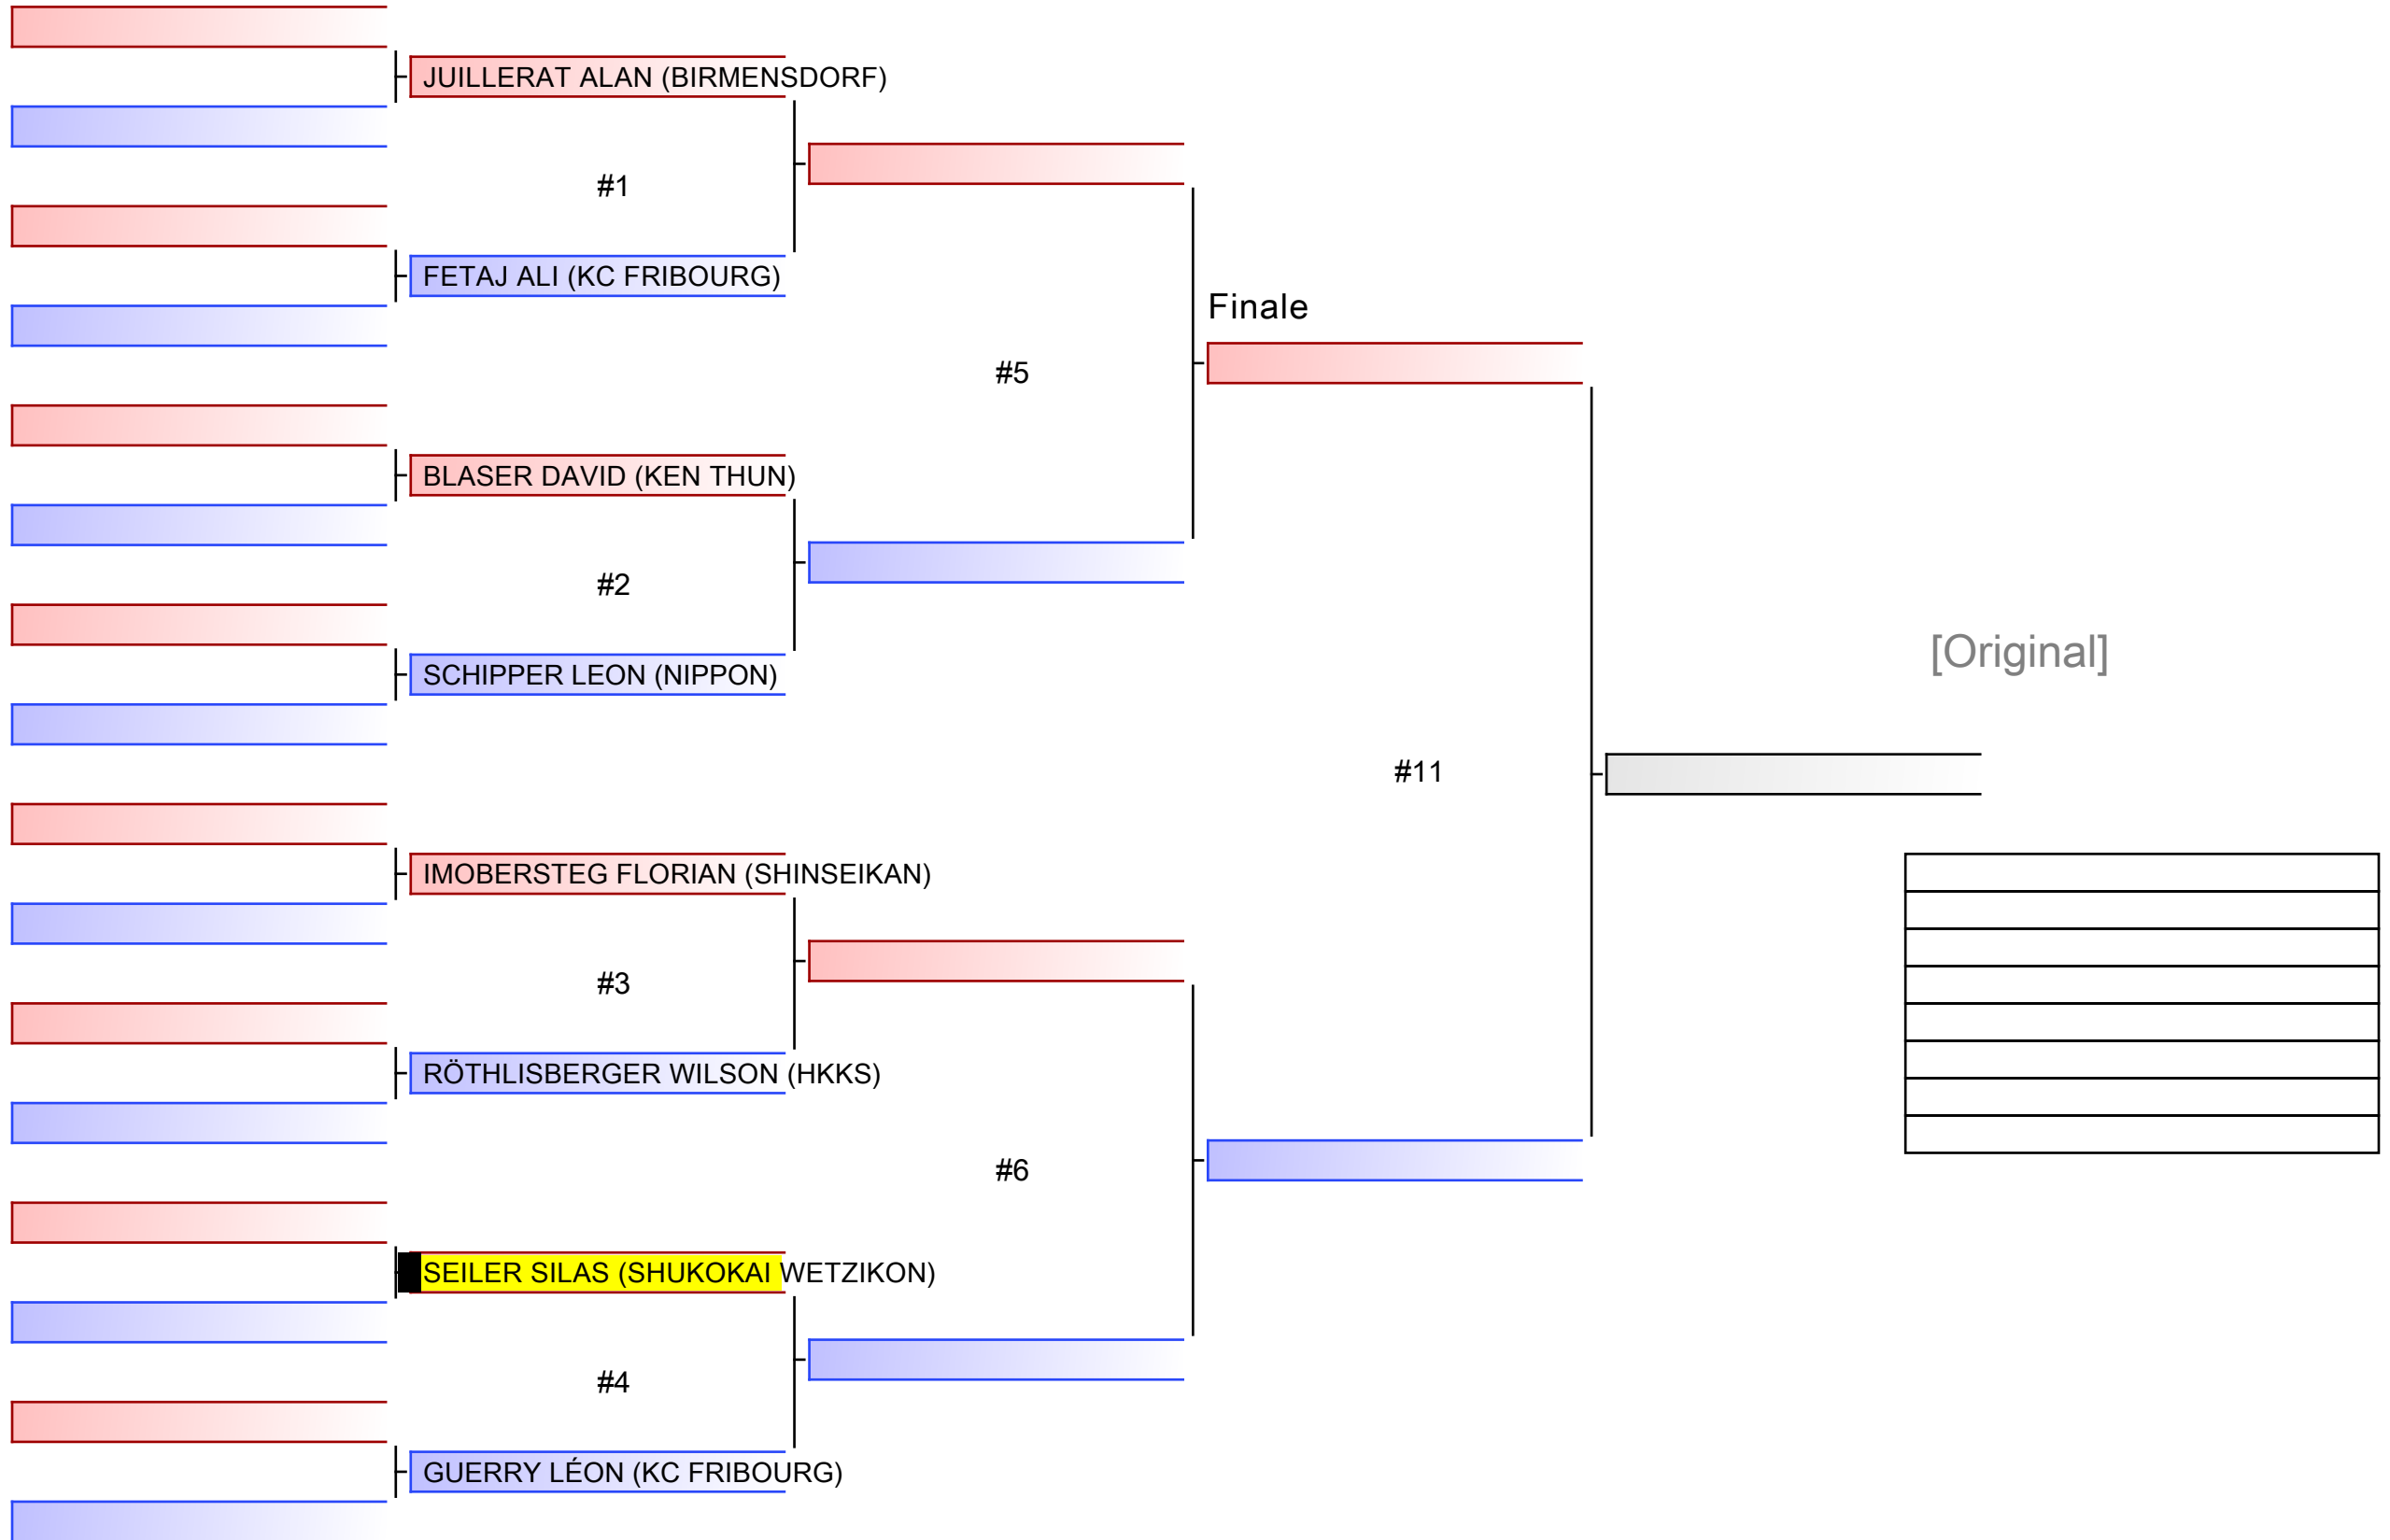 JUILLERAT ALAN (BIRMENSDORF)
#1
FETAJ ALI (KC FRIBOURG)
Finale
#5
BLASER DAVID (KEN THUN)
#2
SCHIPPER LEON (NIPPON)
[Original]
#11
IMOBERSTEG FLORIAN (SHINSEIKAN)
#3
RÖTHLISBERGER WILSON (HKKS)
#6
SEILER SILAS (SHUKOKAI WETZIKON)
#4
GUERRY LÉON (KC FRIBOURG)